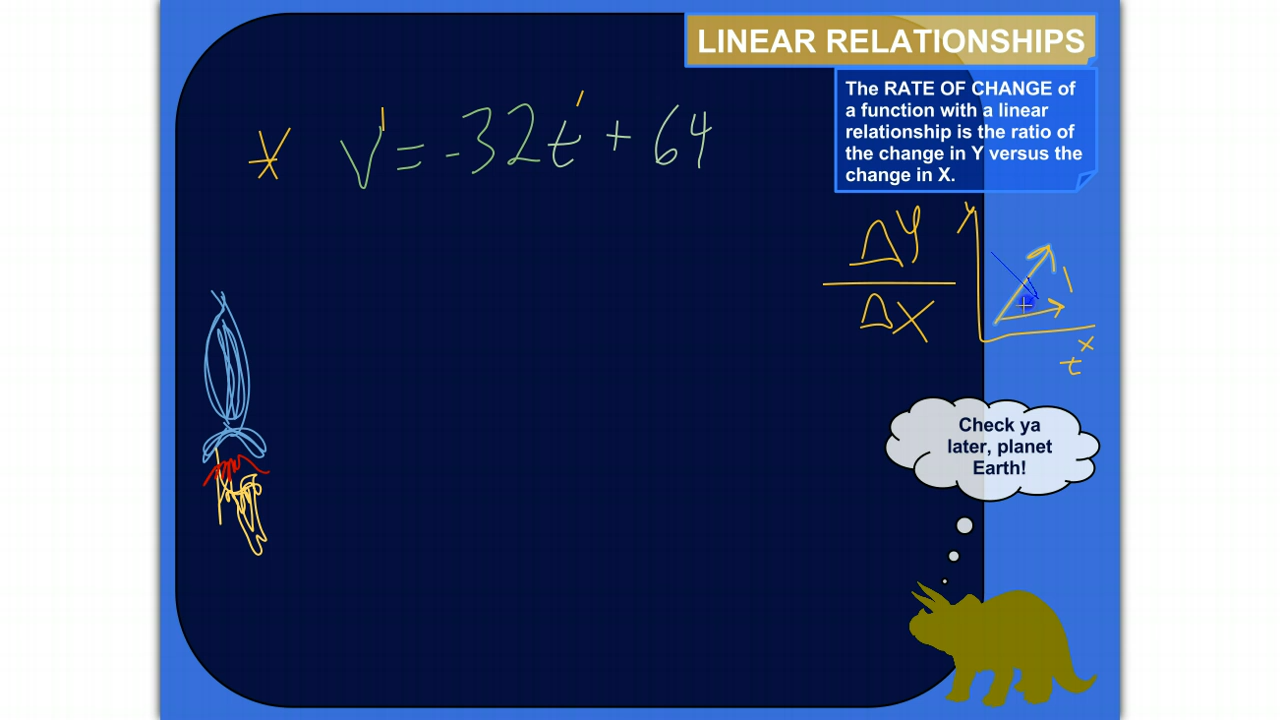 LINEAR RELATIONSHIPS
The RATE OF CHANGE of
a function with a linear
relationship is the ratio of
the change in Y versus the
change in X.
* V' = -32t' + 64
ΔY
ΔX
Y
x
t
Check ya
later, planet
Earth!